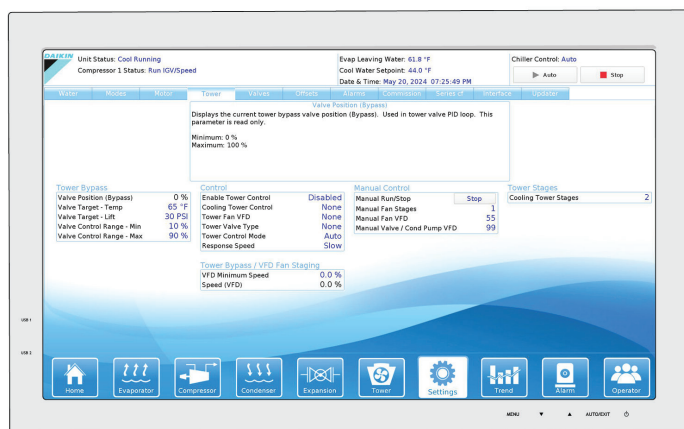 DAIKIN
Unit Status: Cool Running
Compressor 1 Status: Run IGV/Speed
Evap Leaving Water: 61.8 °F
Cool Water Setpoint: 44.0 °F
Date & Time: May 20, 2024 07:25:49 PM
Chiller Control: Auto
Auto
Stop
Water Modes Motor Tower Valves Offsets Alarms Commission Series cf Interface Updater
Valve Position (Bypass)
Displays the current tower bypass valve position (Bypass). Used in tower valve PID loop. This
parameter is read only.
Minimum: 0 %
Maximum: 100 %
Tower Bypass
Valve Position (Bypass) 0 %
Valve Target - Temp 65 °F
Valve Target - Lift 30 PSI
Valve Control Range - Min 10 %
Valve Control Range - Max 90 %
Control
Enable Tower Control Disabled
Cooling Tower Control None
Tower Fan VFD None
Tower Valve Type None
Tower Control Mode Auto
Response Speed Slow
Tower Bypass / VFD Fan Staging
VFD Minimum Speed 0.0 %
Speed (VFD) 0.0 %
Manual Control
Manual Run/Stop Stop
Manual Fan Stages 1
Manual Fan VFD 55
Manual Valve / Cond Pump VFD 99
Tower Stages
Cooling Tower Stages 2
USB 1
USB 2
Home Evaporator Compressor Condenser Expansion Tower Settings Trend Alarm Operator
MENU ▼ ▲ AUTO/EXIT